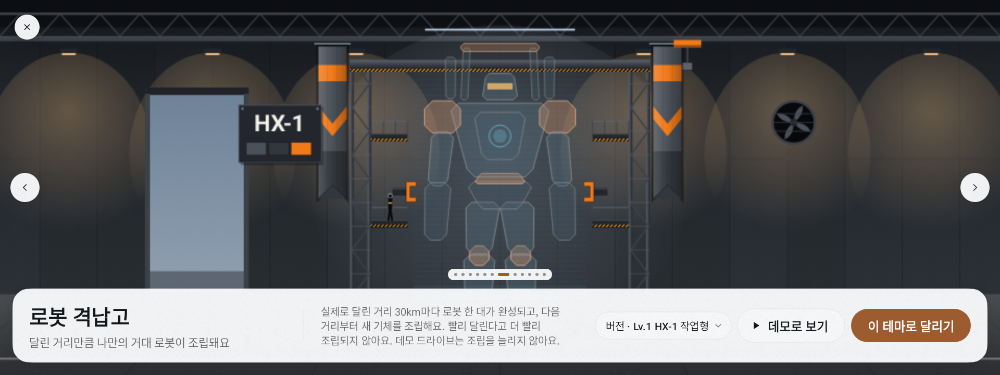 HX-1
로봇 격납고
달린 거리만큼 나만의 거대 로봇이 조립돼요
실제로 달린 거리 30km마다 로봇 한 대가 완성되고, 다음
거리부터 새 기체를 조립해요. 빨리 달린다고 더 빨리
조립되지 않아요. 데모 드라이브는 조립을 늘리지 않아요.
버전 · Lv.1 HX-1 작업형
데모로 보기
이 테마로 달리기